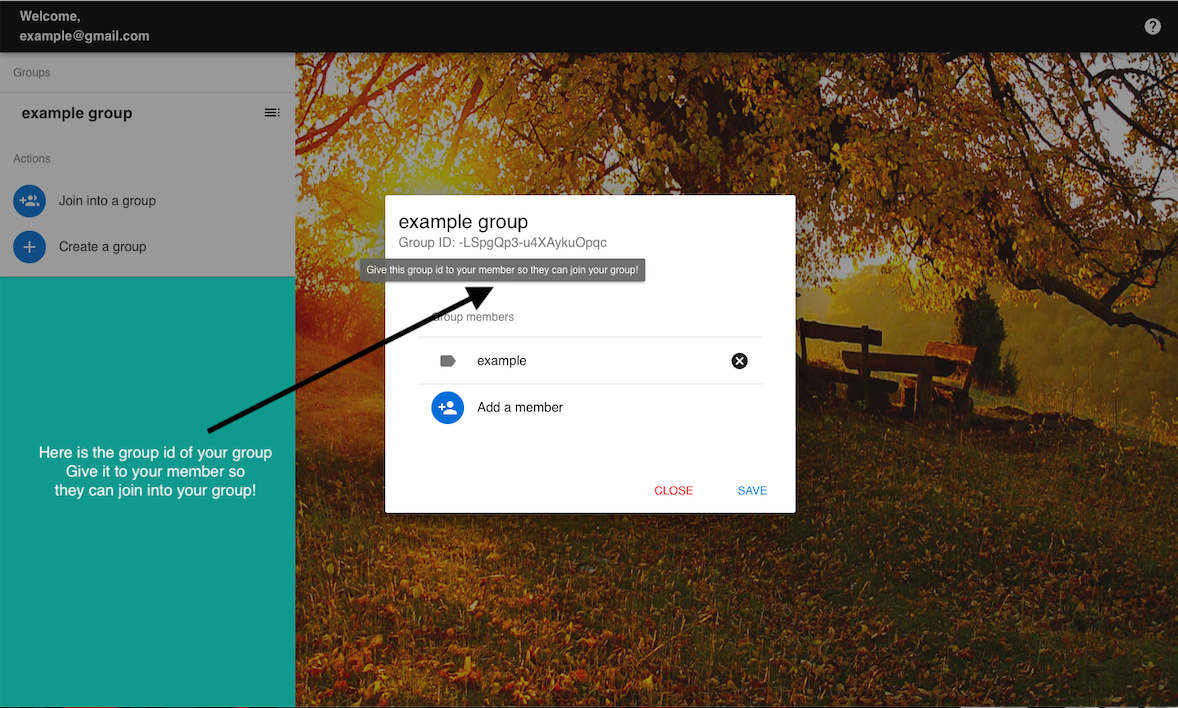 Welcome,
example@gmail.com
Groups
example group
Actions
Join into a group
Create a group
Here is the group id of your group
Give it to your member so
they can join into your group!
example group
Group ID: -LSpgQp3-u4XAykuOpqc
Give this group id to your member so they can join your group!
Group members
example
Add a member
CLOSE
SAVE